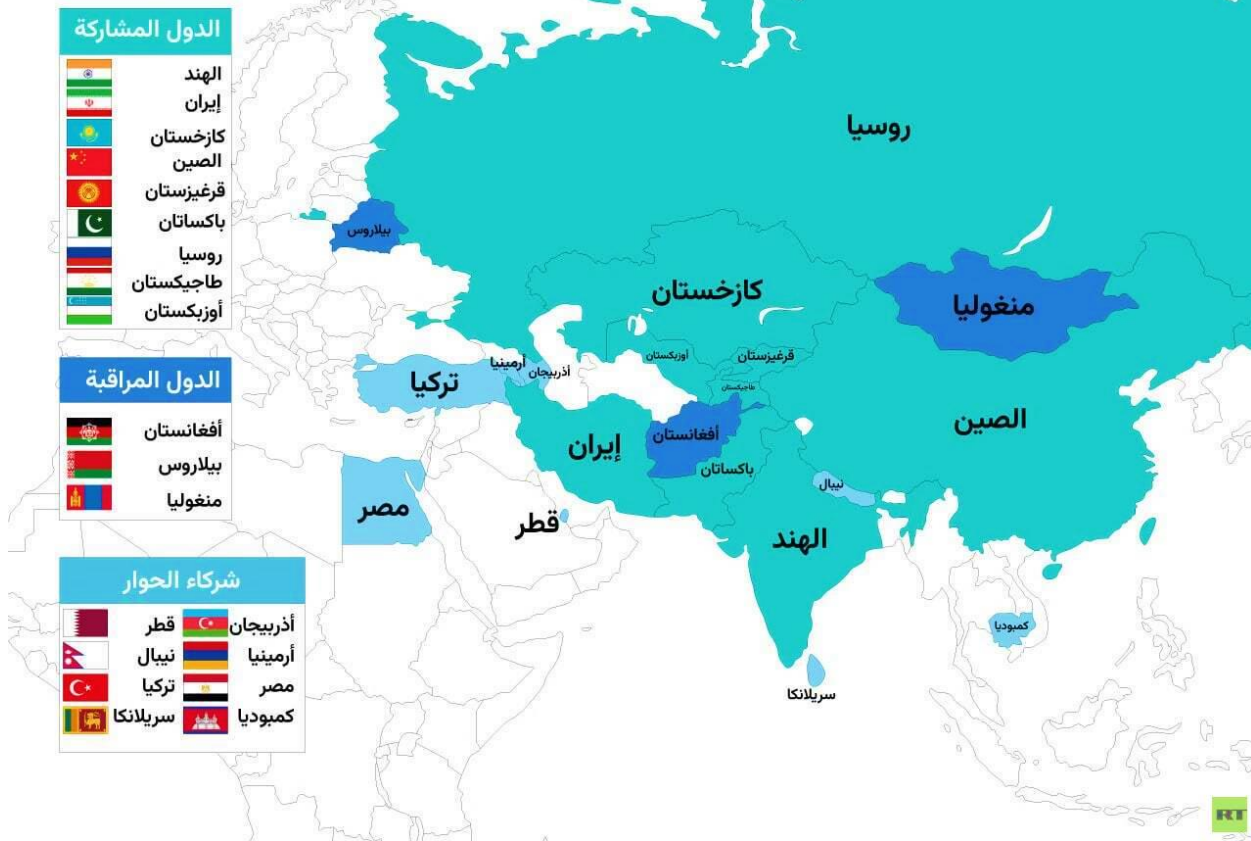 الدول المشاركة
الهند
إيران
كازخستان
الصين
قرغيزستان
باكساتان
روسيا
طاجيكستان
أوزبكستان
الدول المراقبة
أفغانستان
بيلاروس
منغوليا
شركاء الحوار
أذربيجان
قطر
أرمينيا
نيبال
مصر
تركيا
كمبوديا
سريلانكا
روسيا
بيلاروس
كازخستان
منغوليا
أوزبكستان
قرغيزستان
أرمينيا
أذربيجان
تركيا
طاجيكستان
الصين
أفغانستان
إيران
باكساتان
نيبال
مصر
قطر
الهند
كمبوديا
سريلانكا
RT